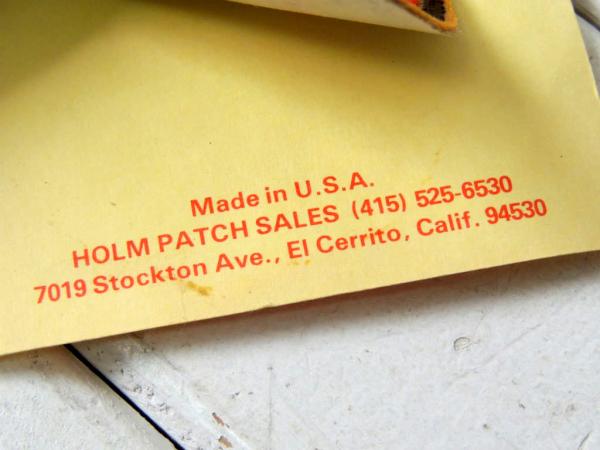 Made in U.S.A.
HOLM PATCH SALES (415) 525-6530
7019 Stockton Ave., El Cerrito, Calif. 94530